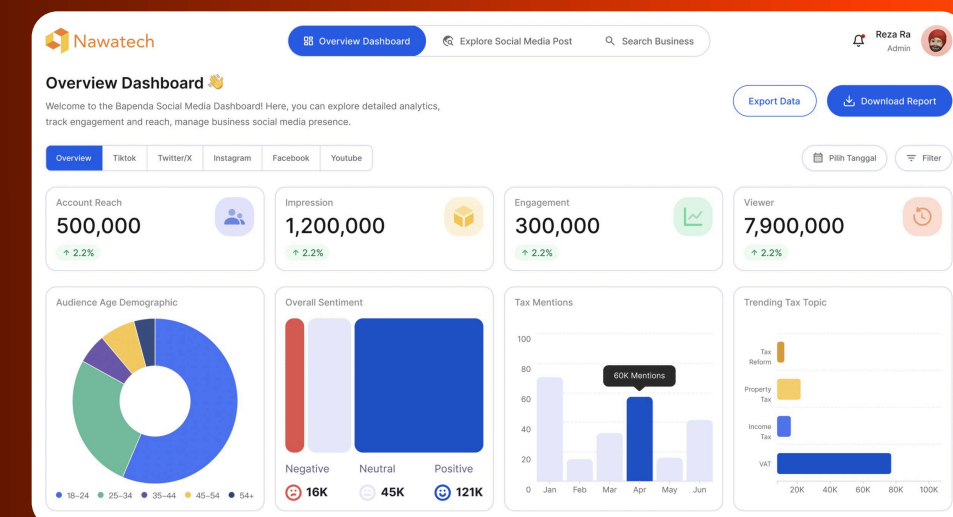 Nawatech
Overview Dashboard
Explore Social Media Post
Search Business
Reza Ra
Admin
Overview Dashboard 👋
Welcome to the Bapenda Social Media Dashboard! Here, you can explore detailed analytics,
track engagement and reach, manage business social media presence.
Export Data
Download Report
Overview
Tiktok
Twitter/X
Instagram
Facebook
Youtube
Pilih Tanggal
Filter
Account Reach
500,000
↑ 2.2%
Impression
1,200,000
↑ 2.2%
Engagement
300,000
↑ 2.2%
Viewer
7,900,000
↑ 2.2%
Audience Age Demographic
18–24
25–34
35–44
45–54
54+
Overall Sentiment
Negative
Neutral
Positive
16K
45K
121K
Tax Mentions
100
80
60
40
20
0
60K Mentions
Jan
Feb
Mar
Apr
May
Jun
Trending Tax Topic
Tax
Reform
Property
Tax
Income
Tax
VAT
20K
40K
60K
80K
100K